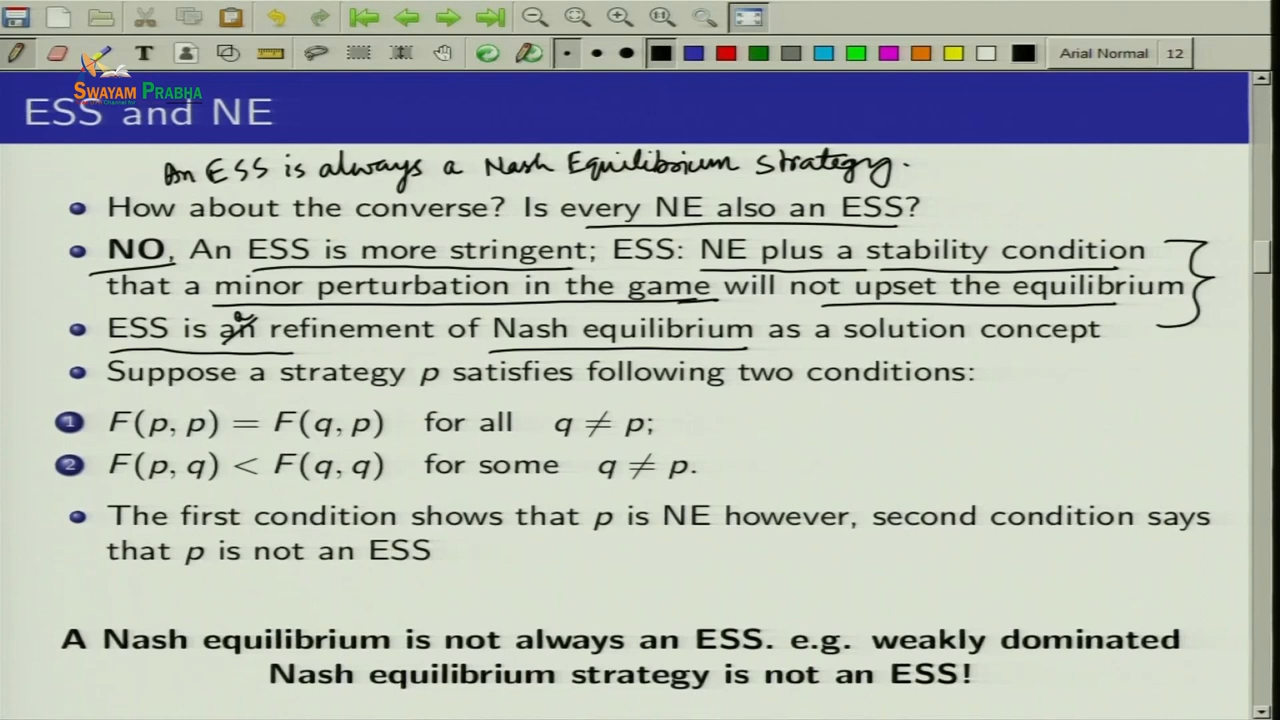 T
Arial Normal 12
SWAYAM PRABHA
ESS and NE
An ESS is always a Nash Equilibrium Strategy.
How about the converse? Is every NE also an ESS?
NO, An ESS is more stringent; ESS: NE plus a stability condition
that a minor perturbation in the game will not upset the equilibrium
ESS is an a refinement of Nash equilibrium as a solution concept
Suppose a strategy p satisfies following two conditions:
1 F(p, p) = F(q, p) for all q ≠ p;
2 F(p, q) < F(q, q) for some q ≠ p.
The first condition shows that p is NE however, second condition says
that p is not an ESS
A Nash equilibrium is not always an ESS. e.g. weakly dominated
Nash equilibrium strategy is not an ESS!